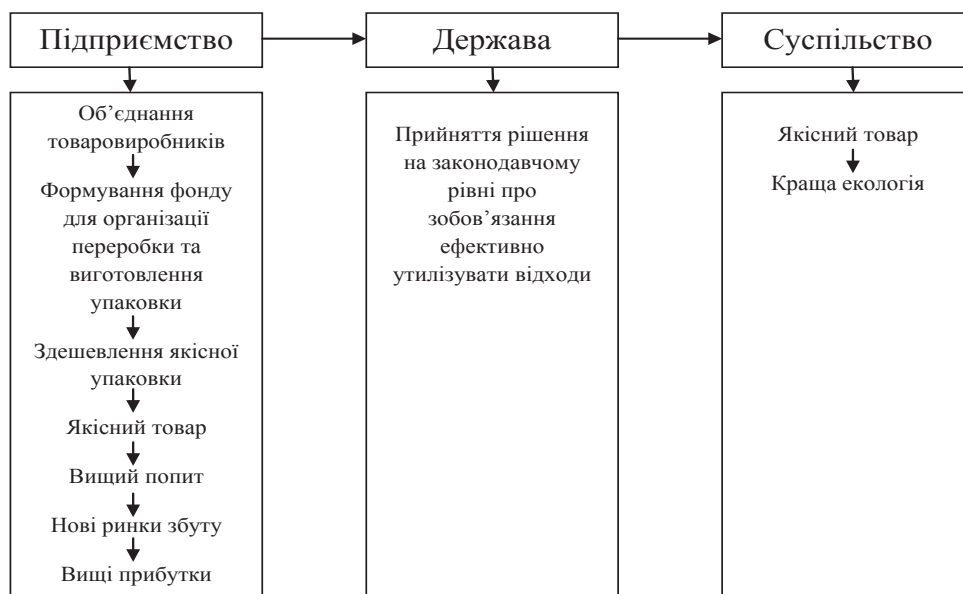 Підприємство
Держава
Суспільство
Об’єднання
товаровиробників
Формування фонду
для організації
переробки та
виготовлення
упаковки
Здешевлення якісної
упаковки
Якісний товар
Вищий попит
Нові ринки збуту
Вищі прибутки
Прийняття рішення
на законодавчому
рівні про
зобов’язання
ефективно
утилізувати відходи
Якісний товар
Краща екологія